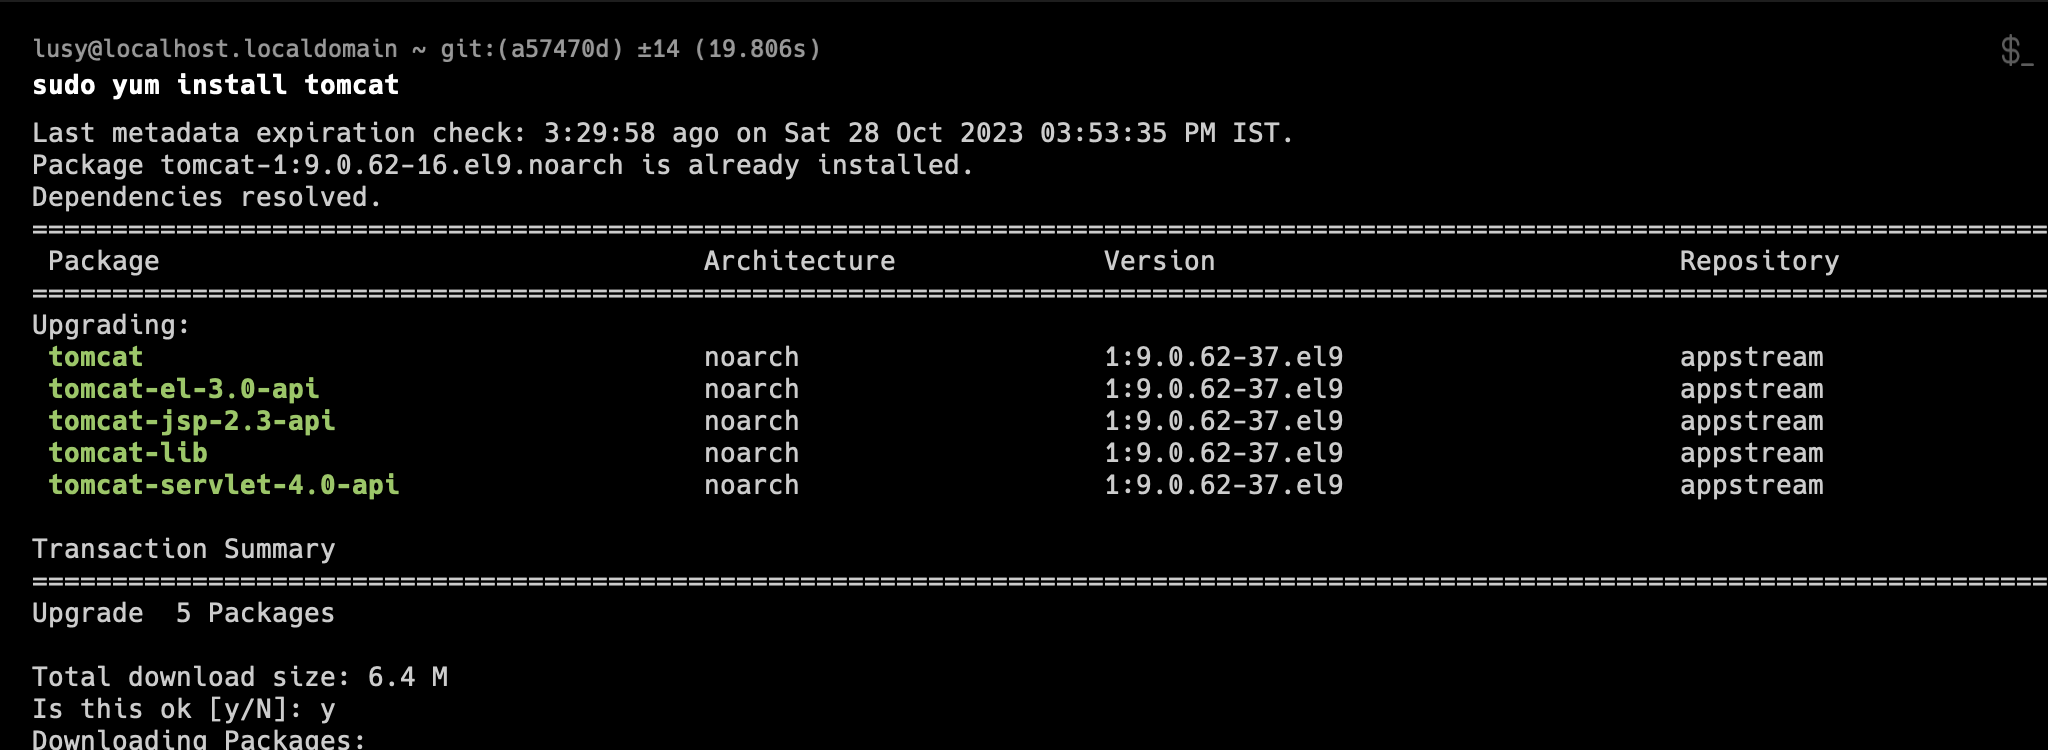 lusy@localhost.localdomain ~ git:(a57470d) ±14 (19.806s)
$_
sudo yum install tomcat
Last metadata expiration check: 3:29:58 ago on Sat 28 Oct 2023 03:53:35 PM IST.
Package tomcat-1:9.0.62-16.el9.noarch is already installed.
Dependencies resolved.
================================================================================================================================
Package Architecture Version Repository
================================================================================================================================
Upgrading:
tomcat noarch 1:9.0.62-37.el9 appstream
tomcat-el-3.0-api noarch 1:9.0.62-37.el9 appstream
tomcat-jsp-2.3-api noarch 1:9.0.62-37.el9 appstream
tomcat-lib noarch 1:9.0.62-37.el9 appstream
tomcat-servlet-4.0-api noarch 1:9.0.62-37.el9 appstream
Transaction Summary
================================================================================================================================
Upgrade  5 Packages
Total download size: 6.4 M
Is this ok [y/N]: y
Downloading Packages: